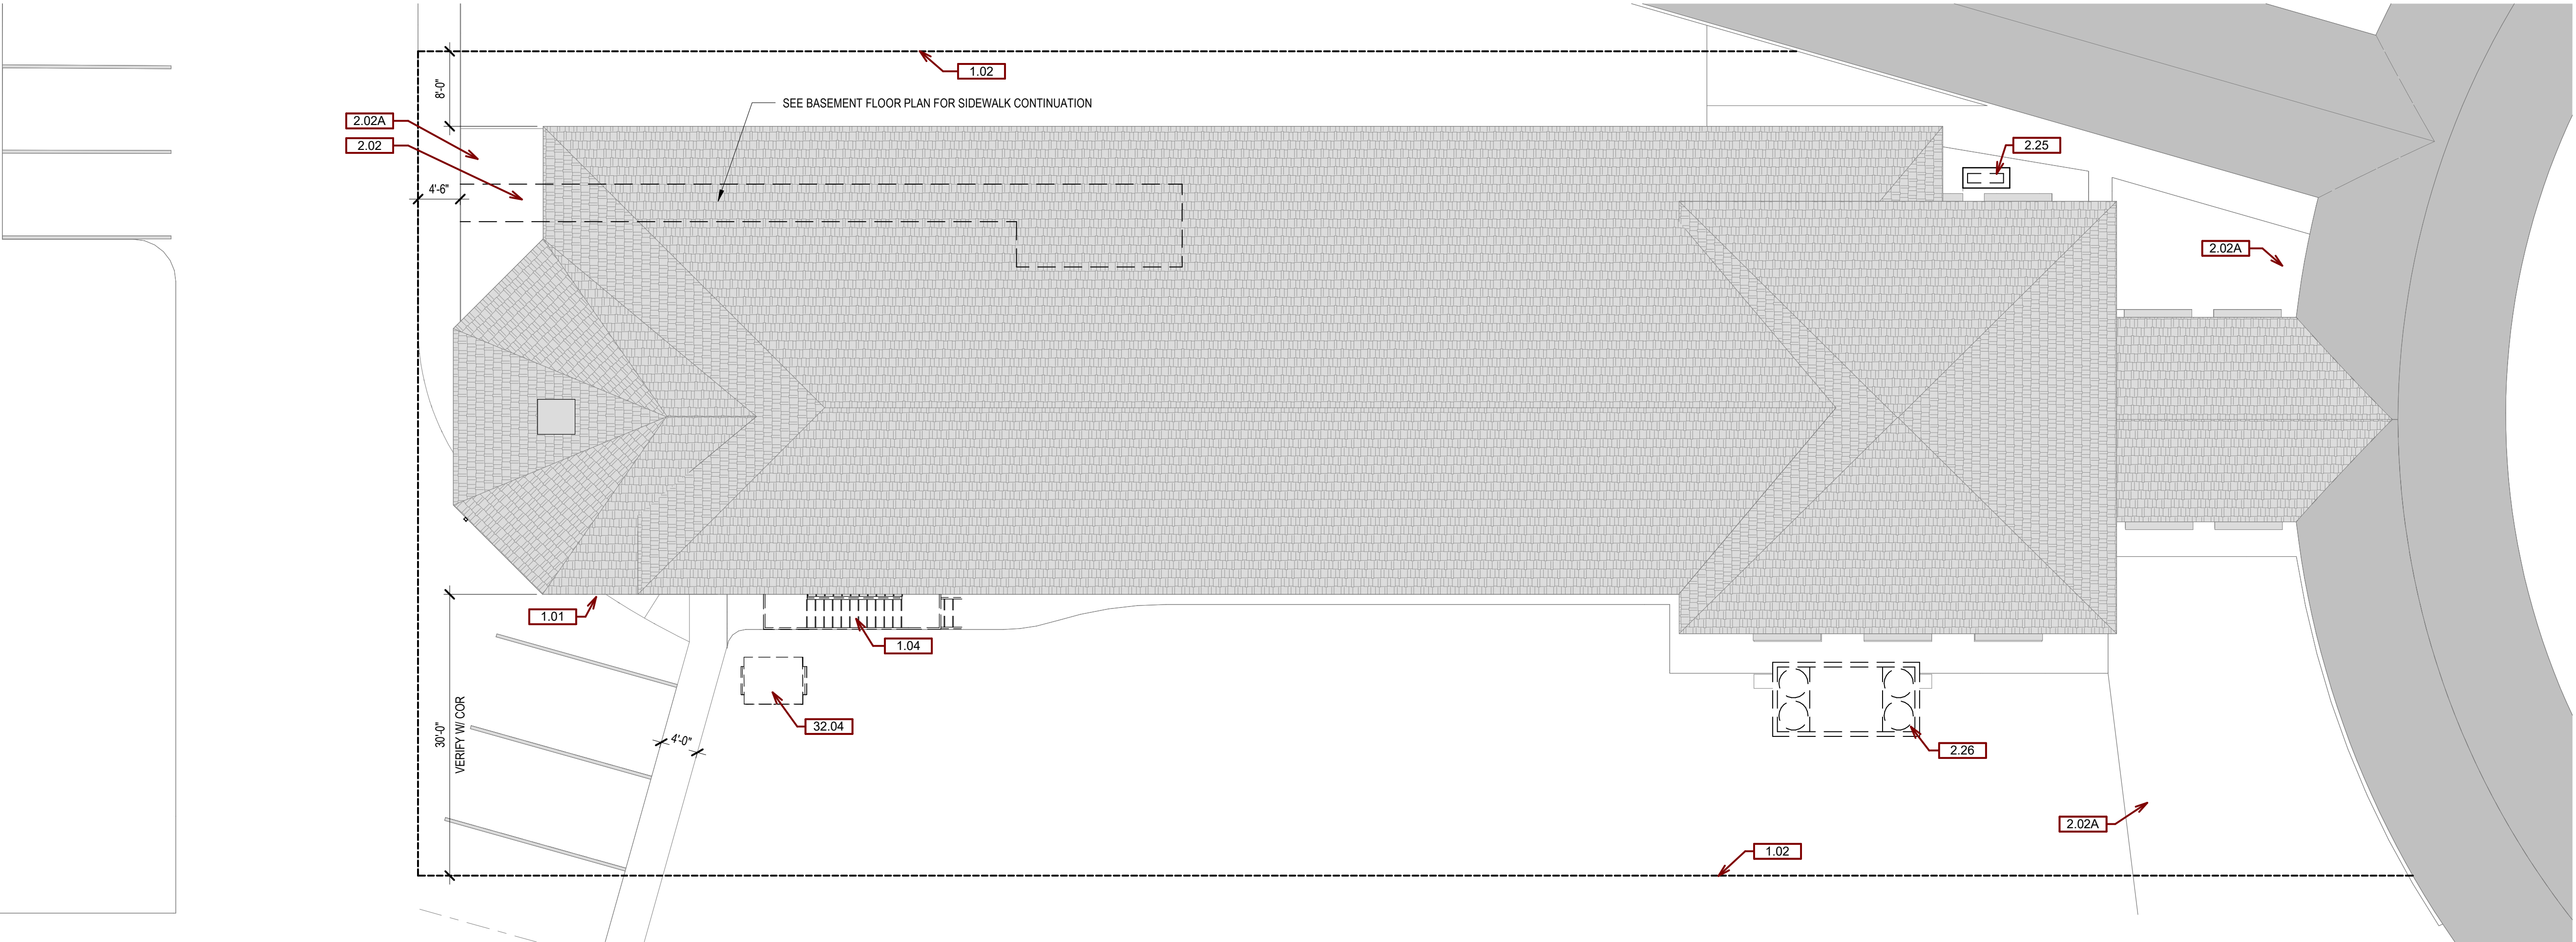 1.02
8'-0"
SEE BASEMENT FLOOR PLAN FOR SIDEWALK CONTINUATION
2.02A
2.02
2.25
4'-6"
2.02A
1.01
1.04
32.04
30'-0"
VERIFY W/ COR
4'-0"
2.26
2.02A
1.02